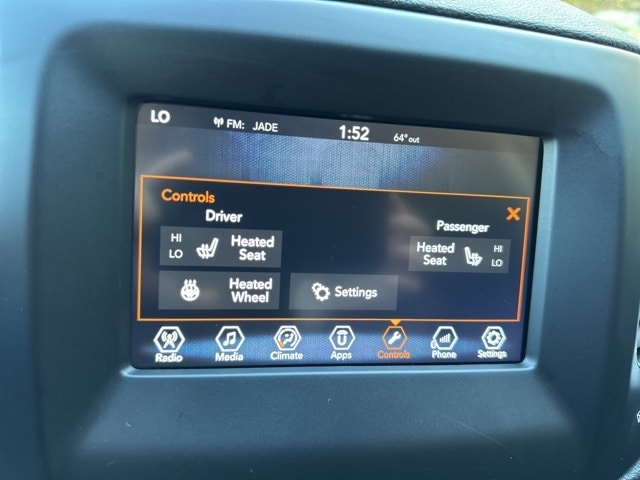 LO FM: JADE 1:52 64° out
Controls
Driver
Passenger
HI
LO
Heated
Seat
Heated
Seat
HI
LO
Heated
Wheel
Settings
Radio Media Climate Apps Controls Phone Settings